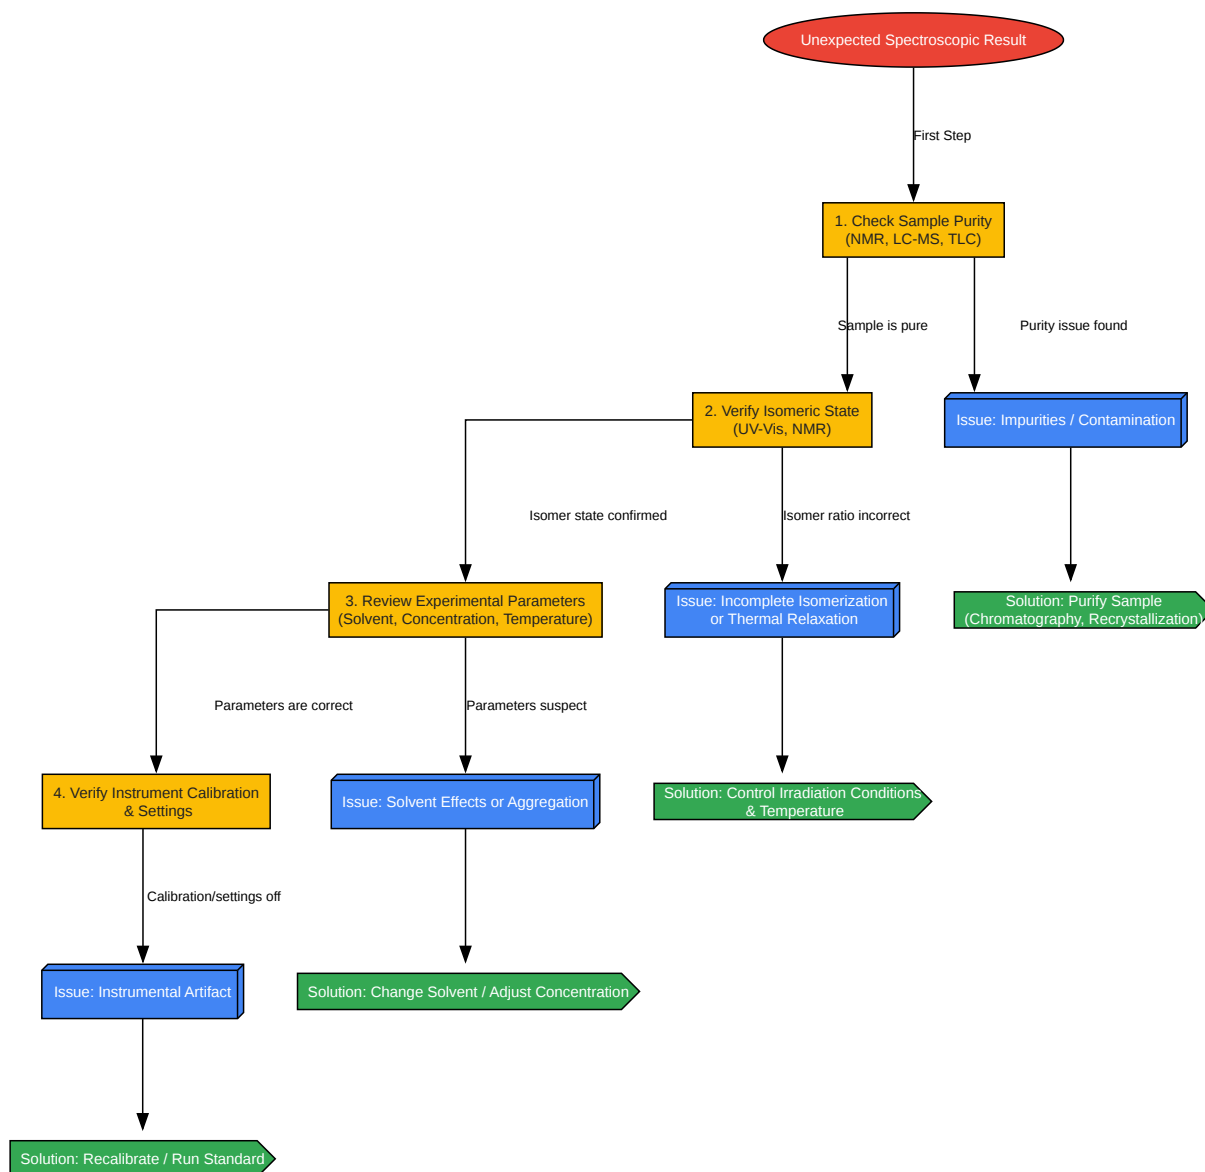 Unexpected Spectroscopic Result
First Step
1. Check Sample Purity
(NMR, LC-MS, TLC)
Sample is pure
Purity issue found
2. Verify Isomeric State
(UV-Vis, NMR)
Issue: Impurities / Contamination
Isomer state confirmed
Isomer ratio incorrect
3. Review Experimental Parameters
(Solvent, Concentration, Temperature)
Issue: Incomplete Isomerization
or Thermal Relaxation
Solution: Purify Sample
(Chromatography, Recrystallization)
Parameters are correct
Parameters suspect
4. Verify Instrument Calibration
& Settings
Issue: Solvent Effects or Aggregation
Solution: Control Irradiation Conditions
& Temperature
Calibration/settings off
Issue: Instrumental Artifact
Solution: Change Solvent / Adjust Concentration
Solution: Recalibrate / Run Standard